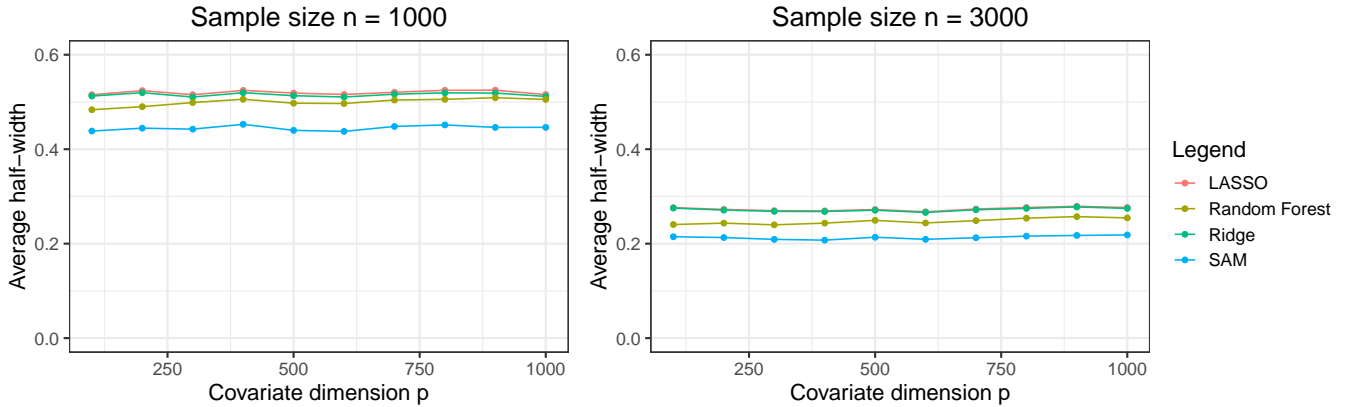 Sample size n = 1000
Average half−width
0.6
0.4
0.2
0.0
250
500
750
1000
Covariate dimension p
Sample size n = 3000
Average half−width
0.6
0.4
0.2
0.0
250
500
750
1000
Covariate dimension p
Legend
LASSO
Random Forest
Ridge
SAM